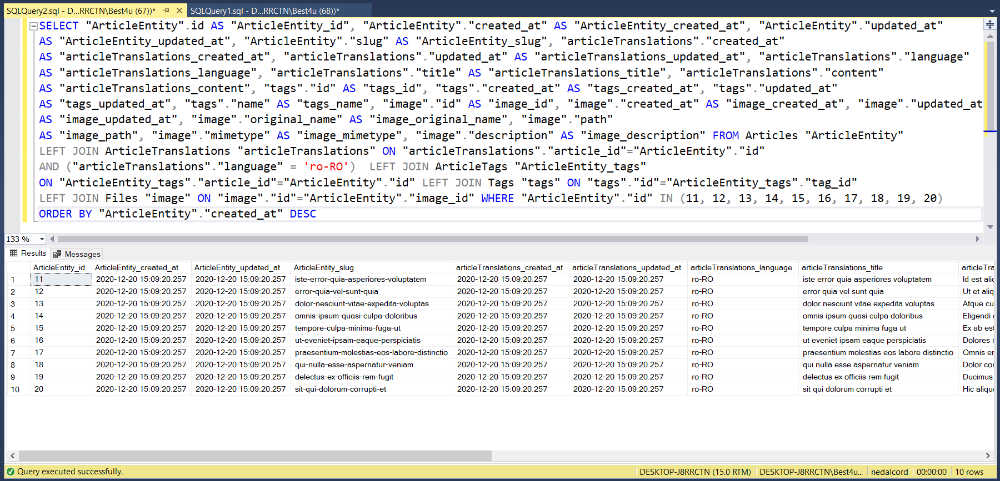 SQLQuery2.sql - D...RRCTN\Best4u (67))* SQLQuery1.sql - D...RRCTN\Best4u (68))*
SELECT "ArticleEntity".id AS "ArticleEntity_id", "ArticleEntity"."created_at" AS "ArticleEntity_created_at", "ArticleEntity"."updated_at"
AS "ArticleEntity_updated_at", "ArticleEntity"."slug" AS "ArticleEntity_slug", "articleTranslations"."created_at"
AS "articleTranslations_created_at", "articleTranslations"."updated_at" AS "articleTranslations_updated_at", "articleTranslations"."language"
AS "articleTranslations_language", "articleTranslations"."title" AS "articleTranslations_title", "articleTranslations"."content"
AS "articleTranslations_content", "tags"."id" AS "tags_id", "tags"."created_at" AS "tags_created_at", "tags"."updated_at"
AS "tags_updated_at", "tags"."name" AS "tags_name", "image"."id" AS "image_id", "image"."created_at" AS "image_created_at", "image"."updated_at
AS "image_updated_at", "image"."original_name" AS "image_original_name", "image"."path"
AS "image_path", "image"."mimetype" AS "image_mimetype", "image"."description" AS "image_description" FROM Articles "ArticleEntity"
LEFT JOIN ArticleTranslations "articleTranslations" ON "articleTranslations"."article_id"="ArticleEntity"."id"
AND ("articleTranslations"."language" = 'ro-RO')  LEFT JOIN ArticleTags "ArticleEntity_tags"
ON "ArticleEntity_tags"."article_id"="ArticleEntity"."id" LEFT JOIN Tags "tags" ON "tags"."id"="ArticleEntity_tags"."tag_id"
LEFT JOIN Files "image" ON "image"."id"="ArticleEntity"."image_id" WHERE "ArticleEntity"."id" IN (11, 12, 13, 14, 15, 16, 17, 18, 19, 20)
ORDER BY "ArticleEntity"."created_at" DESC
133 %
Results Messages
ArticleEntity_id ArticleEntity_created_at ArticleEntity_updated_at ArticleEntity_slug articleTranslations_created_at articleTranslations_updated_at articleTranslations_language articleTranslations_title articleTra
1 11 2020-12-20 15:09:20.257 2020-12-20 15:09:20.257 iste-error-quia-asperiores-voluptatem 2020-12-20 15:09:20.257 2020-12-20 15:09:20.257 ro-RO iste error quia asperiores voluptatem Id est alic
2 12 2020-12-20 15:09:20.257 2020-12-20 15:09:20.257 error-quia-vel-sunt-quia 2020-12-20 15:09:20.257 2020-12-20 15:09:20.257 ro-RO error quia vel sunt quia Ut et aliq
3 13 2020-12-20 15:09:20.257 2020-12-20 15:09:20.257 dolor-nesciunt-vitae-expedita-voluptas 2020-12-20 15:09:20.257 2020-12-20 15:09:20.257 ro-RO dolor nesciunt vitae expedita voluptas Atque cu
4 14 2020-12-20 15:09:20.257 2020-12-20 15:09:20.257 omnis-ipsum-quasi-culpa-doloribus 2020-12-20 15:09:20.257 2020-12-20 15:09:20.257 ro-RO omnis ipsum quasi culpa doloribus Eligendi
5 15 2020-12-20 15:09:20.257 2020-12-20 15:09:20.257 tempore-culpa-minima-fuga-ut 2020-12-20 15:09:20.257 2020-12-20 15:09:20.257 ro-RO tempore culpa minima fuga ut Ex ab est
6 16 2020-12-20 15:09:20.257 2020-12-20 15:09:20.257 ut-eveniet-ipsam-eaque-perspiciatis 2020-12-20 15:09:20.257 2020-12-20 15:09:20.257 ro-RO ut eveniet ipsam eaque perspiciatis Dolores
7 17 2020-12-20 15:09:20.257 2020-12-20 15:09:20.257 praesentium-molestias-eos-labore-distinctio 2020-12-20 15:09:20.257 2020-12-20 15:09:20.257 ro-RO praesentium molestias eos labore distinctio Omnis er
8 18 2020-12-20 15:09:20.257 2020-12-20 15:09:20.257 qui-nulla-esse-aspernatur-veniam 2020-12-20 15:09:20.257 2020-12-20 15:09:20.257 ro-RO qui nulla esse aspernatur veniam Dolor cor
9 19 2020-12-20 15:09:20.257 2020-12-20 15:09:20.257 delectus-ex-officiis-rem-fugit 2020-12-20 15:09:20.257 2020-12-20 15:09:20.257 ro-RO delectus ex officiis rem fugit Ducimus
10 20 2020-12-20 15:09:20.257 2020-12-20 15:09:20.257 sit-qui-dolorum-corrupti-et 2020-12-20 15:09:20.257 2020-12-20 15:09:20.257 ro-RO sit qui dolorum corrupti et Hic aliqua
Query executed successfully. DESKTOP-J8RRCTN (15.0 RTM) DESKTOP-J8RRCTN\Best4u... nedalcord 00:00:00 10 rows